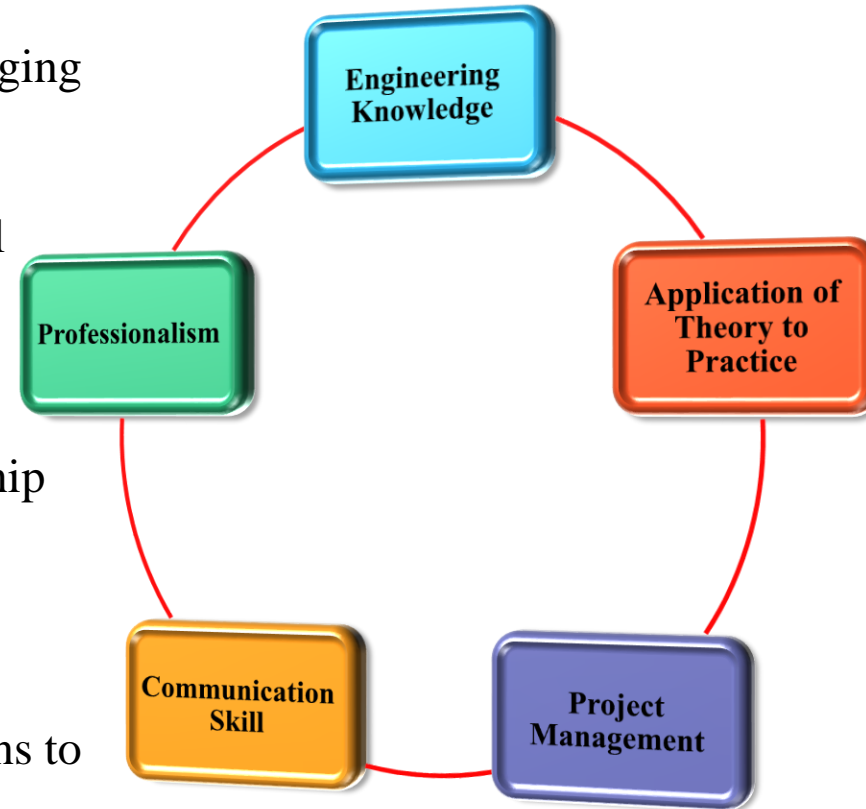 ging
Engineering
Knowledge
l
Professionalism
Application of
Theory to
Practice
hip
Communication
Skill
Project
Management
ns to